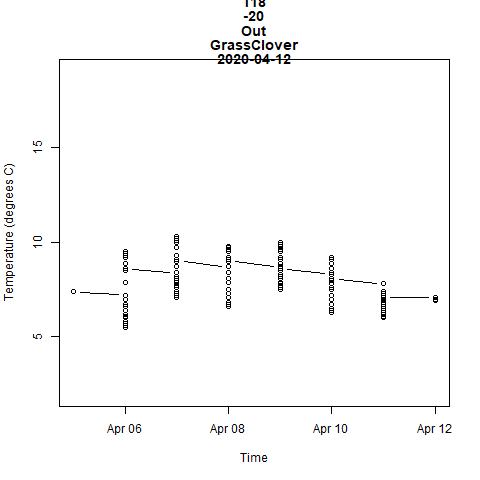 T18
-20
Out
GrassClover
2020-04-12
Temperature (degrees C)
15
10
5
Apr 06
Apr 08
Apr 10
Apr 12
Time